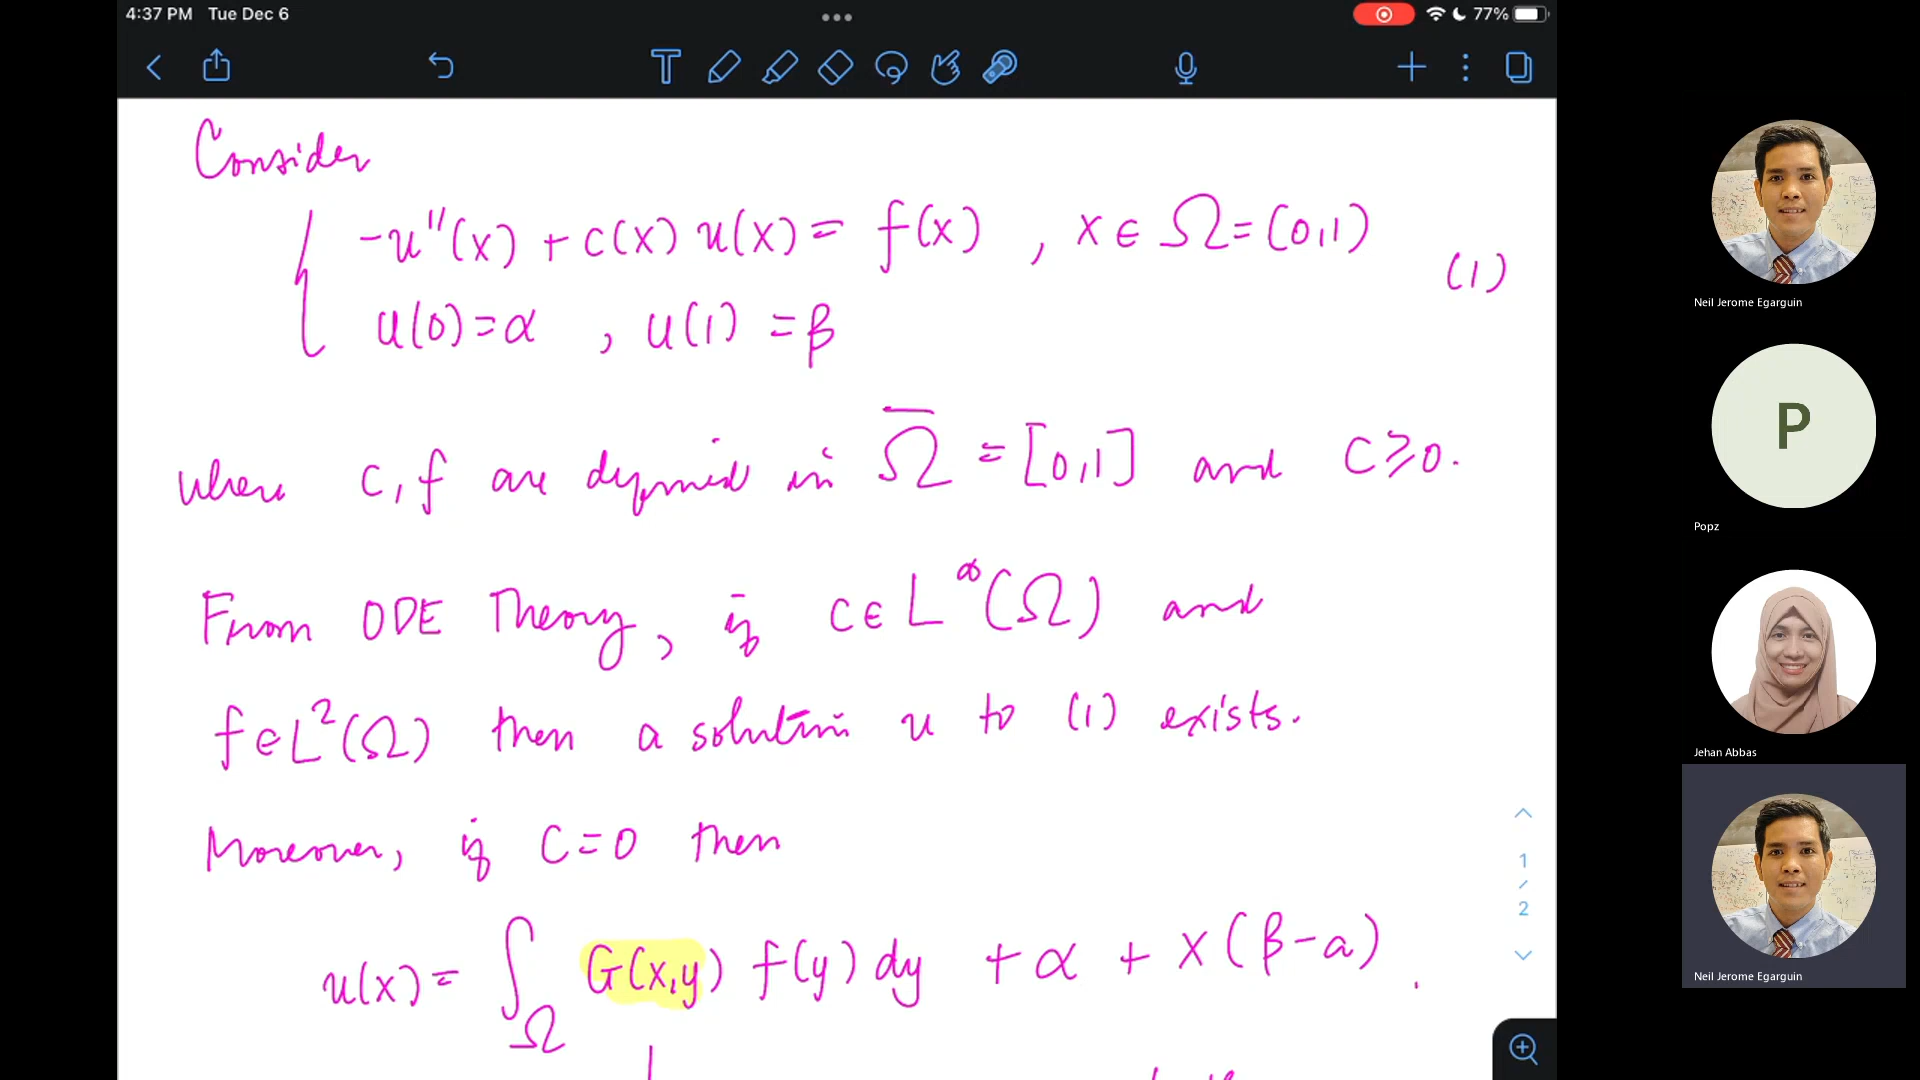 4:37 PM Tue Dec 6
77%
Consider
-u''(x) + c(x) u(x) = f(x) , x ∈ Ω = (0,1)
(1)
u(0) = α , u(1) = β
where c, f are defined in Ω̅ = [0,1] and c ⩾ 0.
From ODE Theory, if c ∈ L^∞(Ω) and
f ∈ L²(Ω) then a solution u to (1) exists.
Moreover, if c = 0 then
u(x) = ∫_Ω G(x,y) f(y) dy + α + x(β - a) .
1
/
2
Neil Jerome Egarguin
P
Popz
Jehan Abbas
Neil Jerome Egarguin